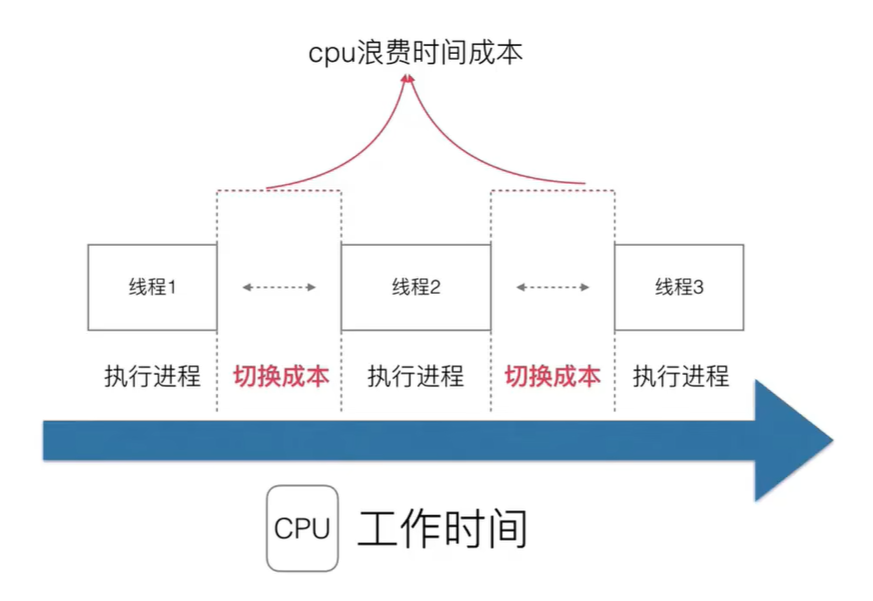 cpu浪费时间成本
线程1
线程2
线程3
执行进程
切换成本
执行进程
切换成本
执行进程
CPU
工作时间